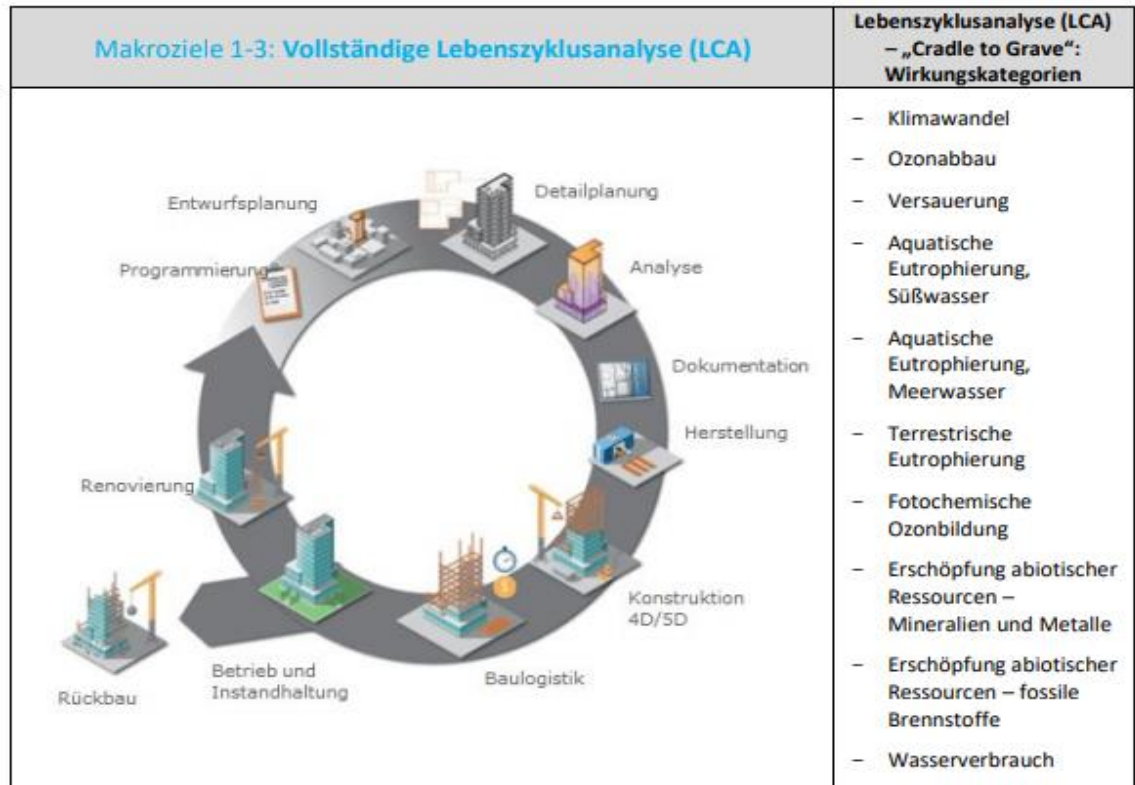 Makroziele 1-3: Vollständige Lebenszyklusanalyse (LCA)
Lebenszyklusanalyse (LCA)
– „Cradle to Grave“:
Wirkungskategorien
Detailplanung
Entwurfsplanung
Programmierung
Analyse
Dokumentation
Herstellung
Renovierung
Konstruktion
4D/5D
Baulogistik
Betrieb und
Instandhaltung
Rückbau
– Klimawandel
– Ozonabbau
– Versauerung
– Aquatische
Eutrophierung,
Süßwasser
– Aquatische
Eutrophierung,
Meerwasser
– Terrestrische
Eutrophierung
– Fotochemische
Ozonbildung
– Erschöpfung abiotischer
Ressourcen –
Mineralien und Metalle
– Erschöpfung abiotischer
Ressourcen – fossile
Brennstoffe
– Wasserverbrauch